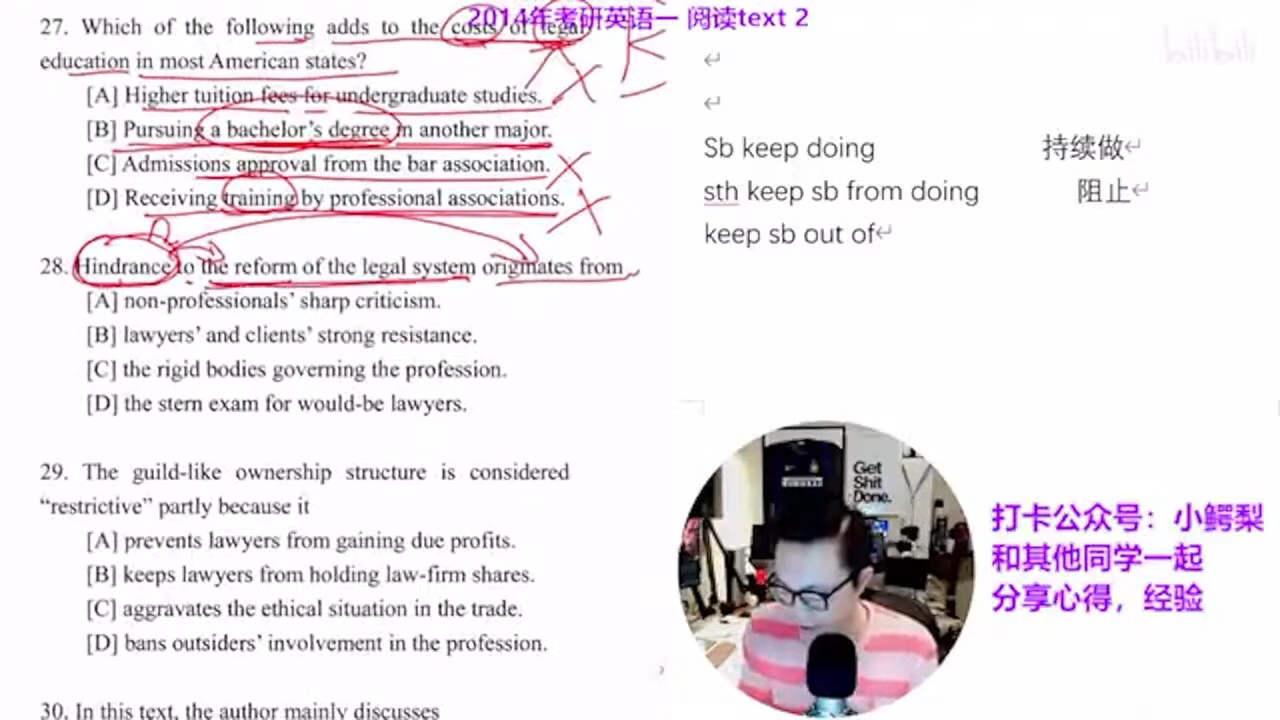 2014年考研英语一 阅读text 2
27. Which of the following adds to the costs of legal
education in most American states?
[A] Higher tuition fees for undergraduate studies.
[B] Pursuing a bachelor's degree in another major.
[C] Admissions approval from the bar association.
[D] Receiving training by professional associations.
28. Hindrance to the reform of the legal system originates from
[A] non-professionals' sharp criticism.
[B] lawyers' and clients' strong resistance.
[C] the rigid bodies governing the profession.
[D] the stern exam for would-be lawyers.
29. The guild-like ownership structure is considered
“restrictive” partly because it
[A] prevents lawyers from gaining due profits.
[B] keeps lawyers from holding law-firm shares.
[C] aggravates the ethical situation in the trade.
[D] bans outsiders' involvement in the profession.
30. In this text, the author mainly discusses
bilibili
Sb keep doing 持续做
sth keep sb from doing 阻止
keep sb out of
Get
Shit
Done.
打卡公众号：小鳄梨
和其他同学一起
分享心得，经验